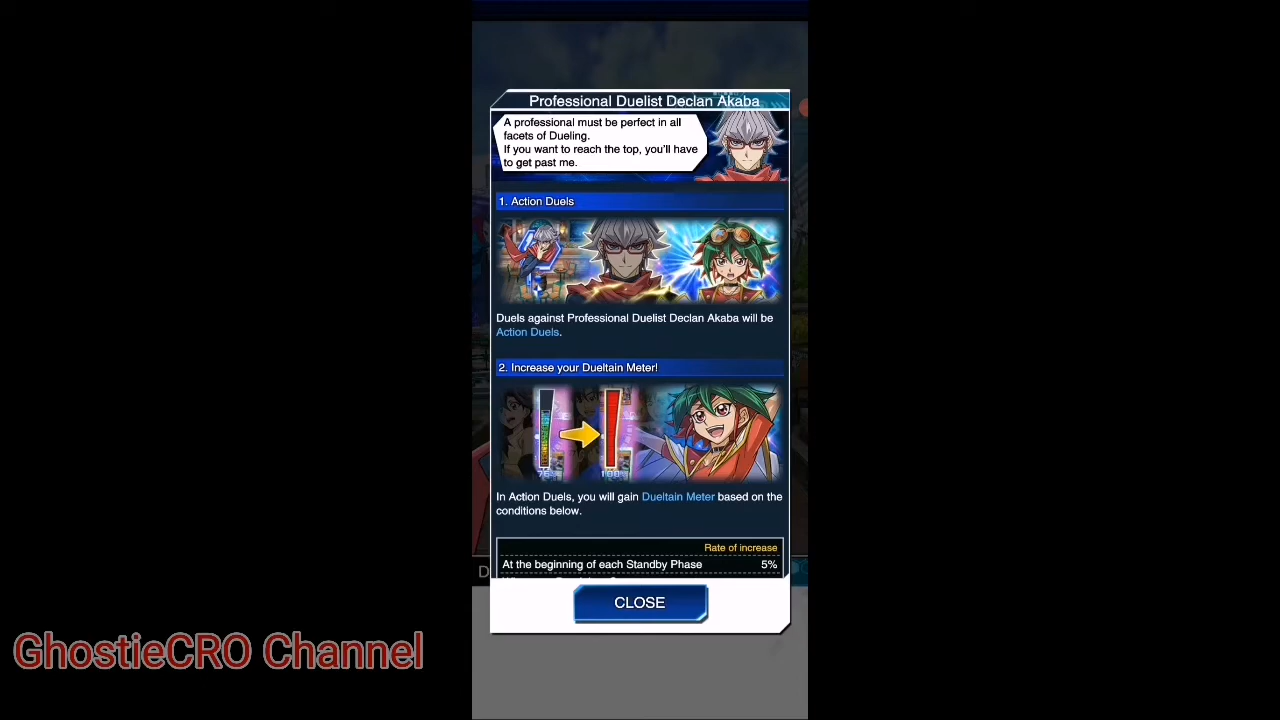 Professional Duelist Declan Akaba
A professional must be perfect in all
facets of Dueling.
If you want to reach the top, you'll have
to get past me.
1. Action Duels
Duels against Professional Duelist Declan Akaba will be
Action Duels.
2. Increase your Dueltain Meter!
75
100
In Action Duels, you will gain Dueltain Meter based on the
conditions below.
Rate of increase
At the beginning of each Standby Phase 5%
D
CLOSE
GhostieCRO Channel